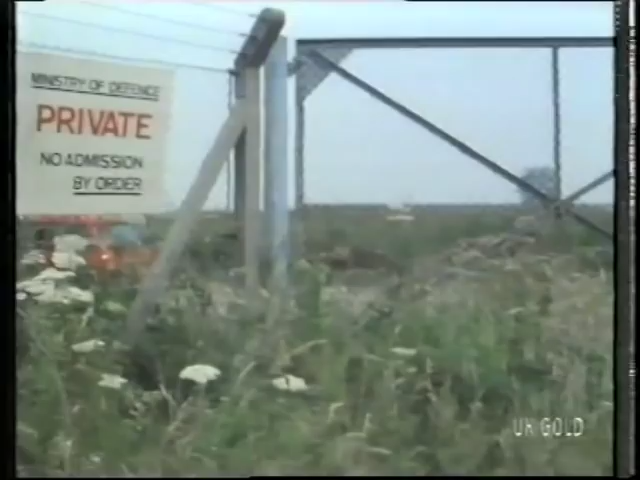 MINISTRY OF DEFENCE
PRIVATE
NO ADMISSION
BY ORDER
UK GOLD